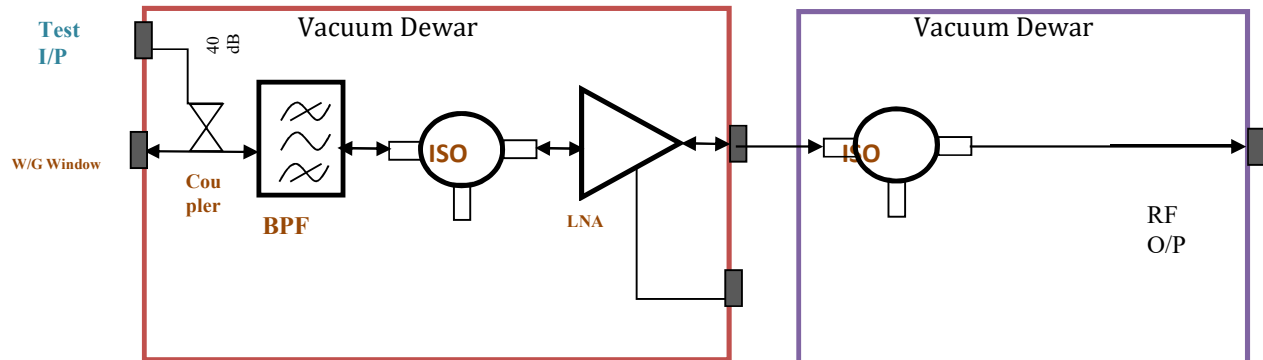 Test
I/P
40
dB
Vacuum Dewar
Vacuum Dewar
W/G Window
Cou
pler
BPF
ISO
LNA
ISO
RF
O/P